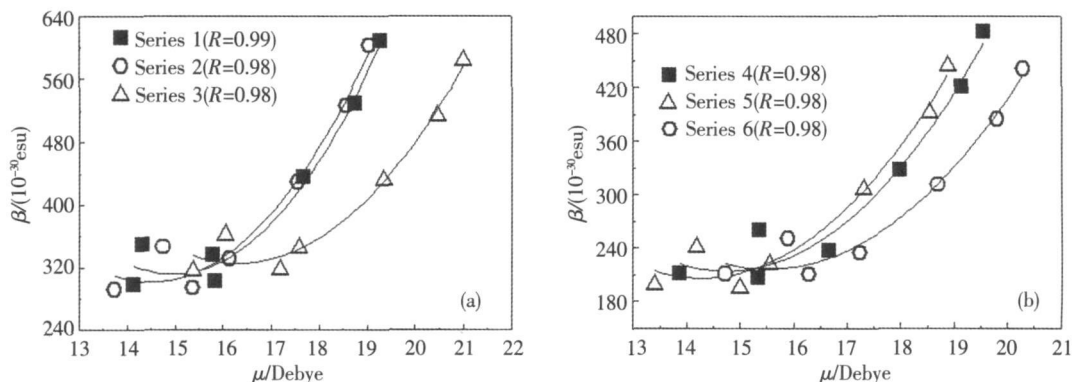 640
560
480
400
320
240
β/(10⁻³⁰esu)
Series 1(R=0.99)
Series 2(R=0.98)
Series 3(R=0.98)
(a)
13 14 15 16 17 18 19 20 21 22
μ/Debye
480
420
360
300
240
180
β/(10⁻³⁰esu)
Series 4(R=0.98)
Series 5(R=0.98)
Series 6(R=0.98)
(b)
13 14 15 16 17 18 19 20 21
μ/Debye